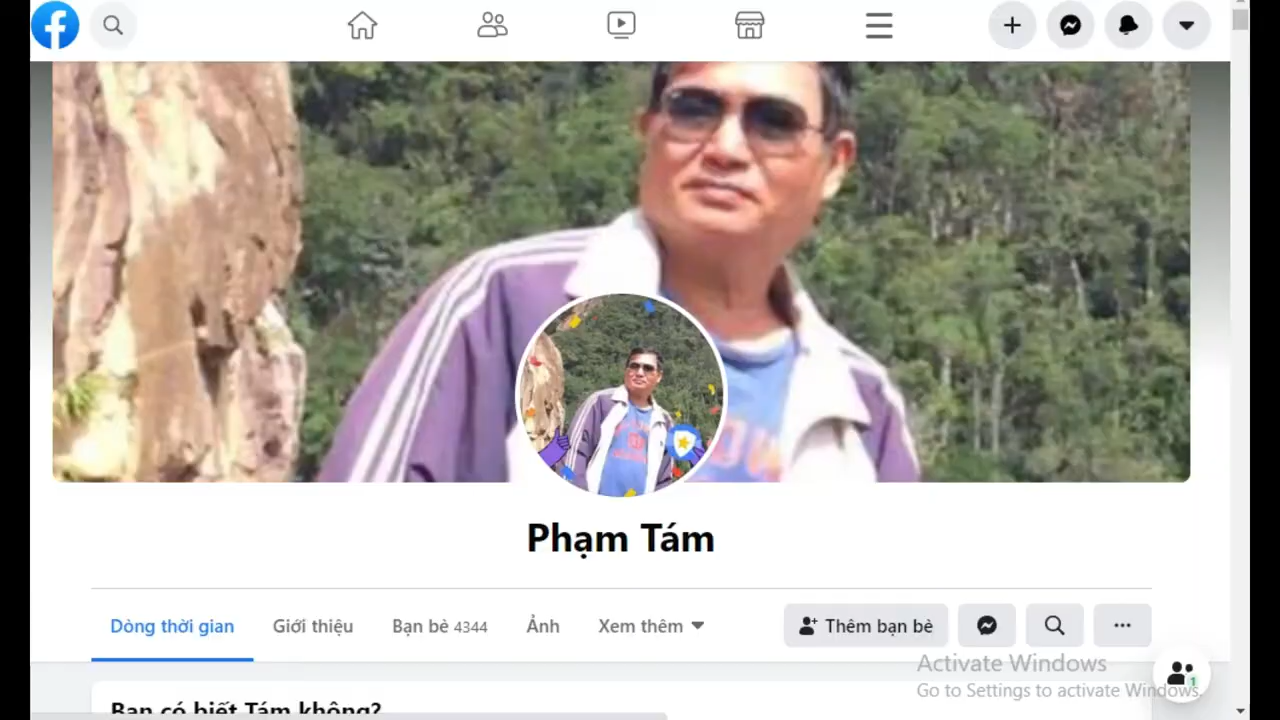 Phạm Tám
Dòng thời gian
Giới thiệu
Bạn bè 4344
Ảnh
Xem thêm
Thêm bạn bè
Activate Windows
Go to Settings to activate Windows.
1
Bạn có biết Tám không?